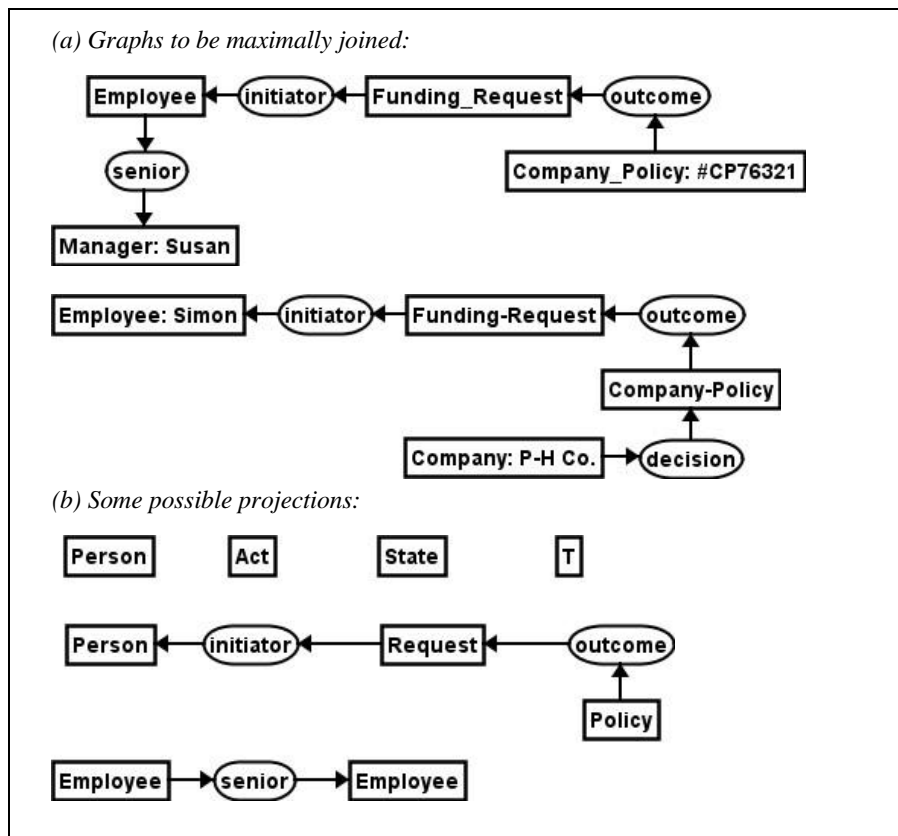 (a) Graphs to be maximally joined:
Employee initiator Funding_Request outcome
senior Company_Policy: #CP76321
Manager: Susan
Employee: Simon initiator Funding-Request outcome
Company-Policy
Company: P-H Co. decision
(b) Some possible projections:
Person Act State T
Person initiator Request outcome
Policy
Employee senior Employee